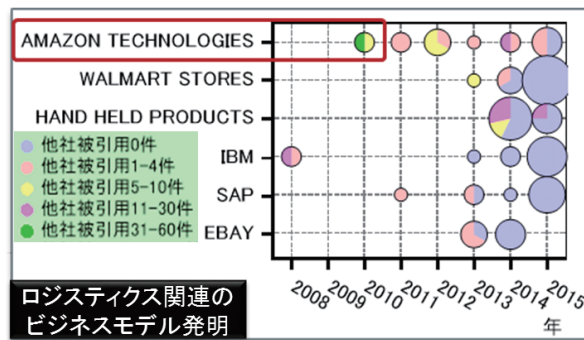 AMAZON TECHNOLOGIES
WALMART STORES
HAND HELD PRODUCTS
IBM
SAP
EBAY
他社被引用0件
他社被引用1-4件
他社被引用5-10件
他社被引用11-30件
他社被引用31-60件
2008
2009
2010
2011
2012
2013
2014
2015
年
ロジスティクス関連の
ビジネスモデル発明